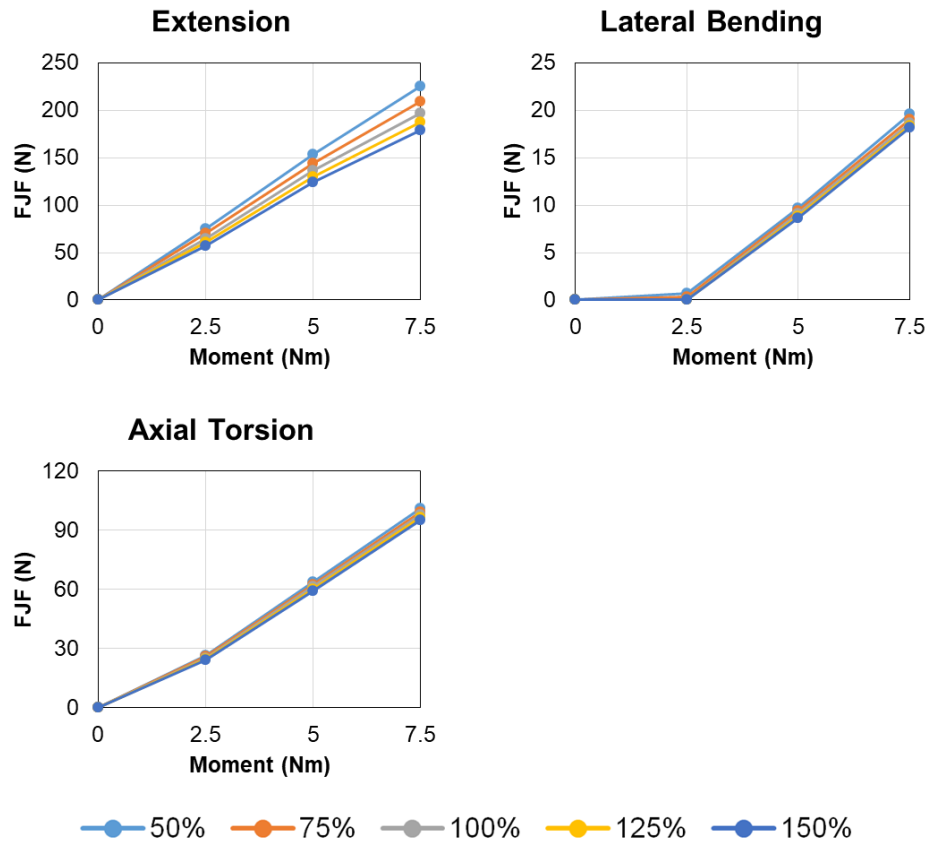 Extension
250
200
150
100
50
0
FJF (N)
0 2.5 5 7.5
Moment (Nm)
Lateral Bending
25
20
15
10
5
0
FJF (N)
0 2.5 5 7.5
Moment (Nm)
Axial Torsion
120
90
60
30
0
FJF (N)
0 2.5 5 7.5
Moment (Nm)
50% 75% 100% 125% 150%